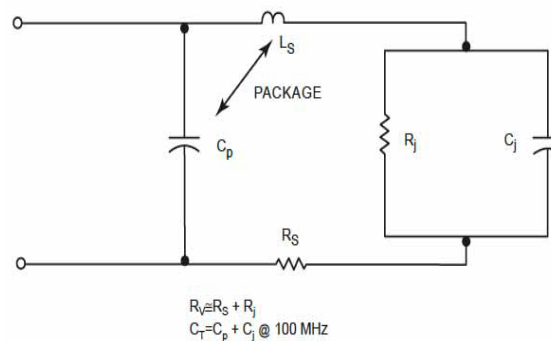 L_S
PACKAGE
C_p
R_j
C_j
R_S
R_V≅R_S + R_j
C_T=C_p + C_j @ 100 MHz